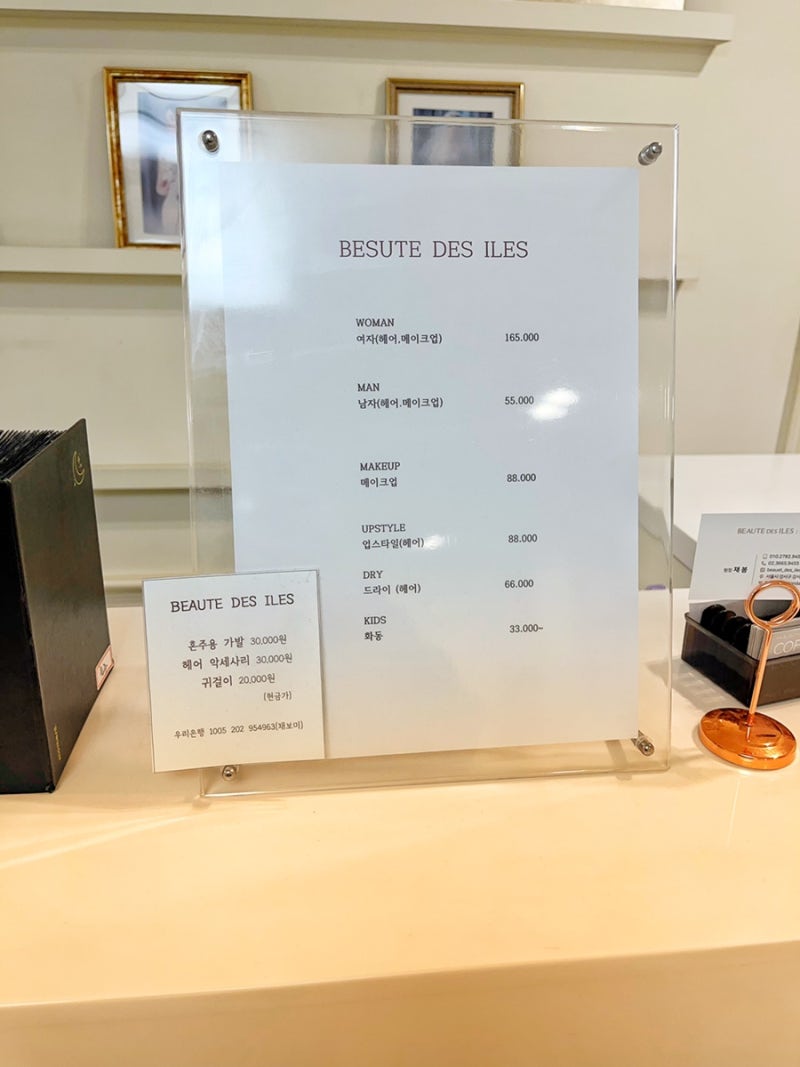 BESUTE DES ILES
WOMAN
여자(헤어,메이크업) 165.000
MAN
남자(헤어.메이크업) 55.000
MAKEUP
메이크업 88.000
UPSTYLE
업스타일(헤어) 88.000
DRY
드라이 (헤어) 66.000
KIDS
화동 33.000~
BEAUTE DES ILES
혼주용 가발 30,000원
헤어 악세사리 30,000원
귀걸이 20,000원
(현금가)
우리은행 1005 202 954963(채보미)
BEAUTE DES ILES